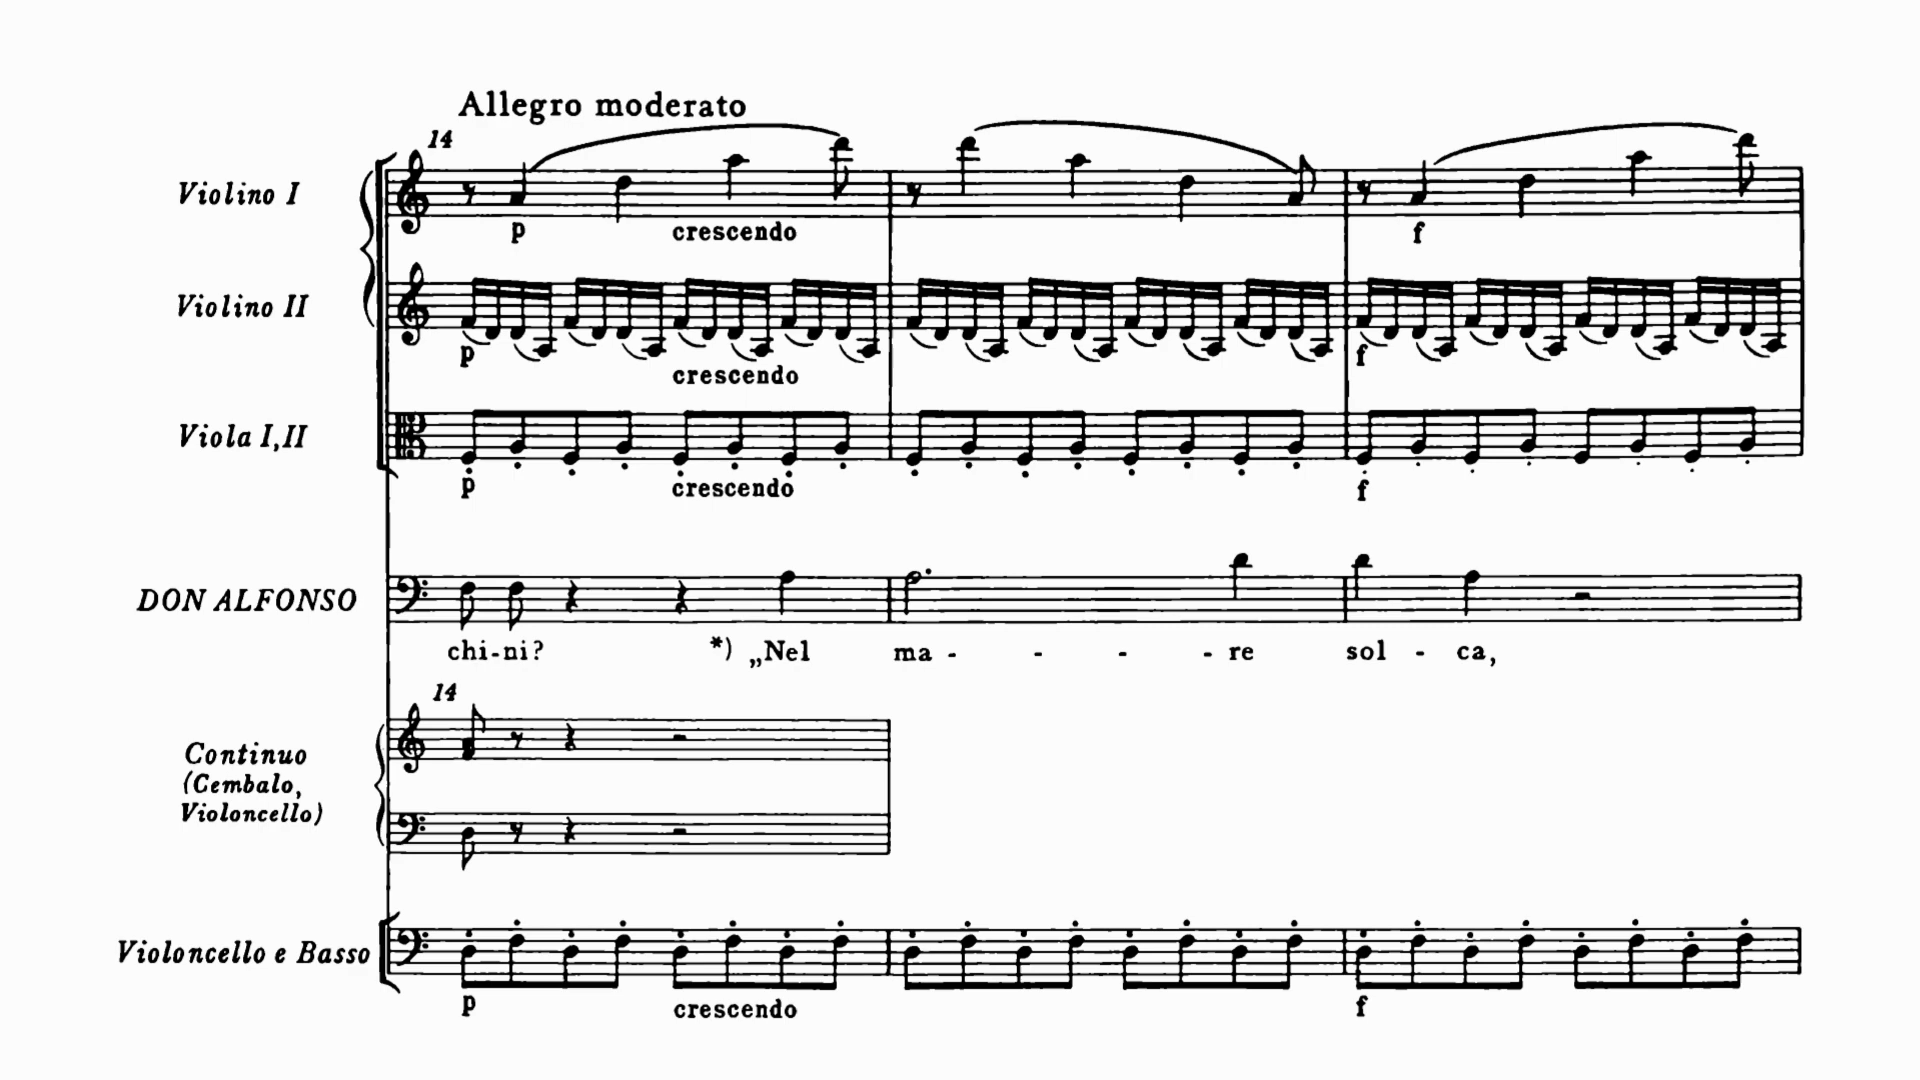 Allegro moderato
14
Violino I
p crescendo f
Violino II
p f
crescendo
Viola I,II
p crescendo f
DON ALFONSO
chi-ni? *) „Nel ma - - - - re sol - ca,
14
Continuo
(Cembalo,
Violoncello)
Violoncello e Basso
p crescendo f